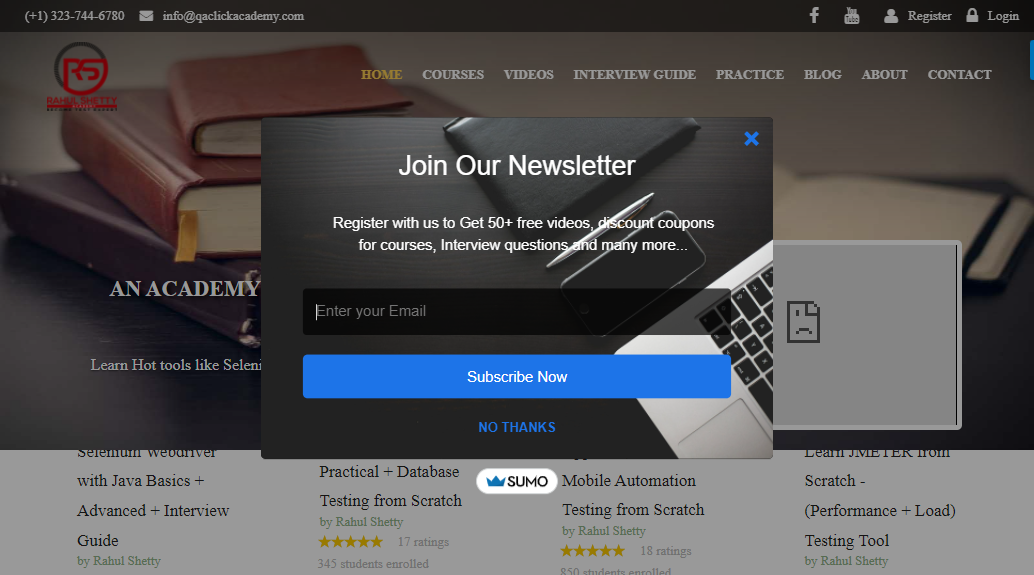 (+1) 323-744-6780 info@qaclickacademy.com Register Login
RS
RAHUL SHETTY
HOME COURSES VIDEOS INTERVIEW GUIDE PRACTICE BLOG ABOUT CONTACT
Join Our Newsletter
Register with us to Get 50+ free videos, discount coupons
for courses, Interview questions and many more...
AN ACADEMY
Enter your Email
Learn Hot tools like Seleni
Subscribe Now
NO THANKS
SUMO
Selenium Webdriver
with Java Basics +
Advanced + Interview
Guide
by Rahul Shetty
Practical + Database
Testing from Scratch
by Rahul Shetty
17 ratings
345 students enrolled
Mobile Automation
Testing from Scratch
by Rahul Shetty
18 ratings
850 students enrolled
Learn JMETER from
Scratch -
(Performance + Load)
Testing Tool
by Rahul Shetty